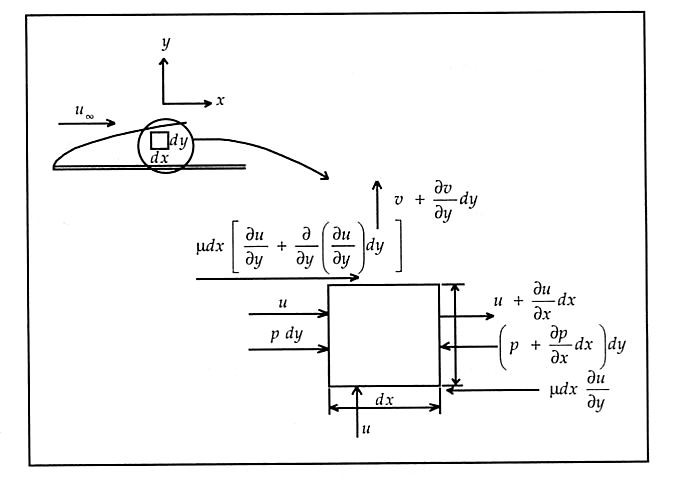 y
x
u∞
dy
dx
v + ∂v/∂y dy
μdx [ ∂u/∂y + ∂/∂y ( ∂u/∂y ) dy ]
u
u + ∂u/∂x dx
p dy
( p + ∂p/∂x dx ) dy
μdx ∂u/∂y
dx
u